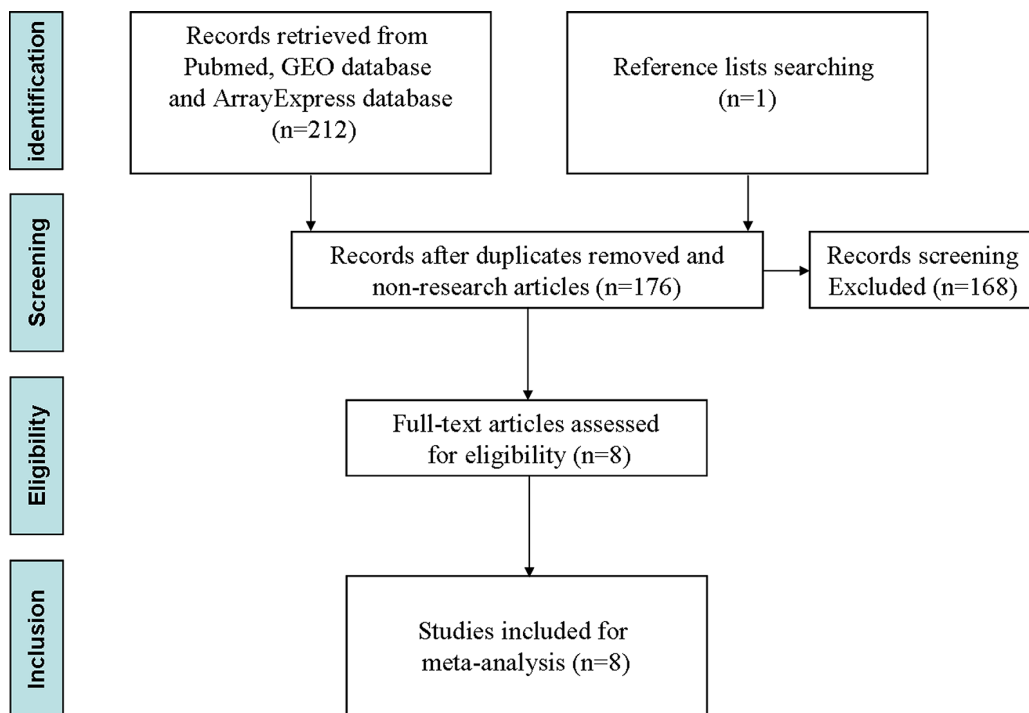 identification
Records retrieved from
Pubmed, GEO database
and ArrayExpress database
(n=212)
Reference lists searching
(n=1)
Screening
Records after duplicates removed and
non-research articles (n=176)
Records screening
Excluded (n=168)
Eligibility
Full-text articles assessed
for eligibility (n=8)
Inclusion
Studies included for
meta-analysis (n=8)